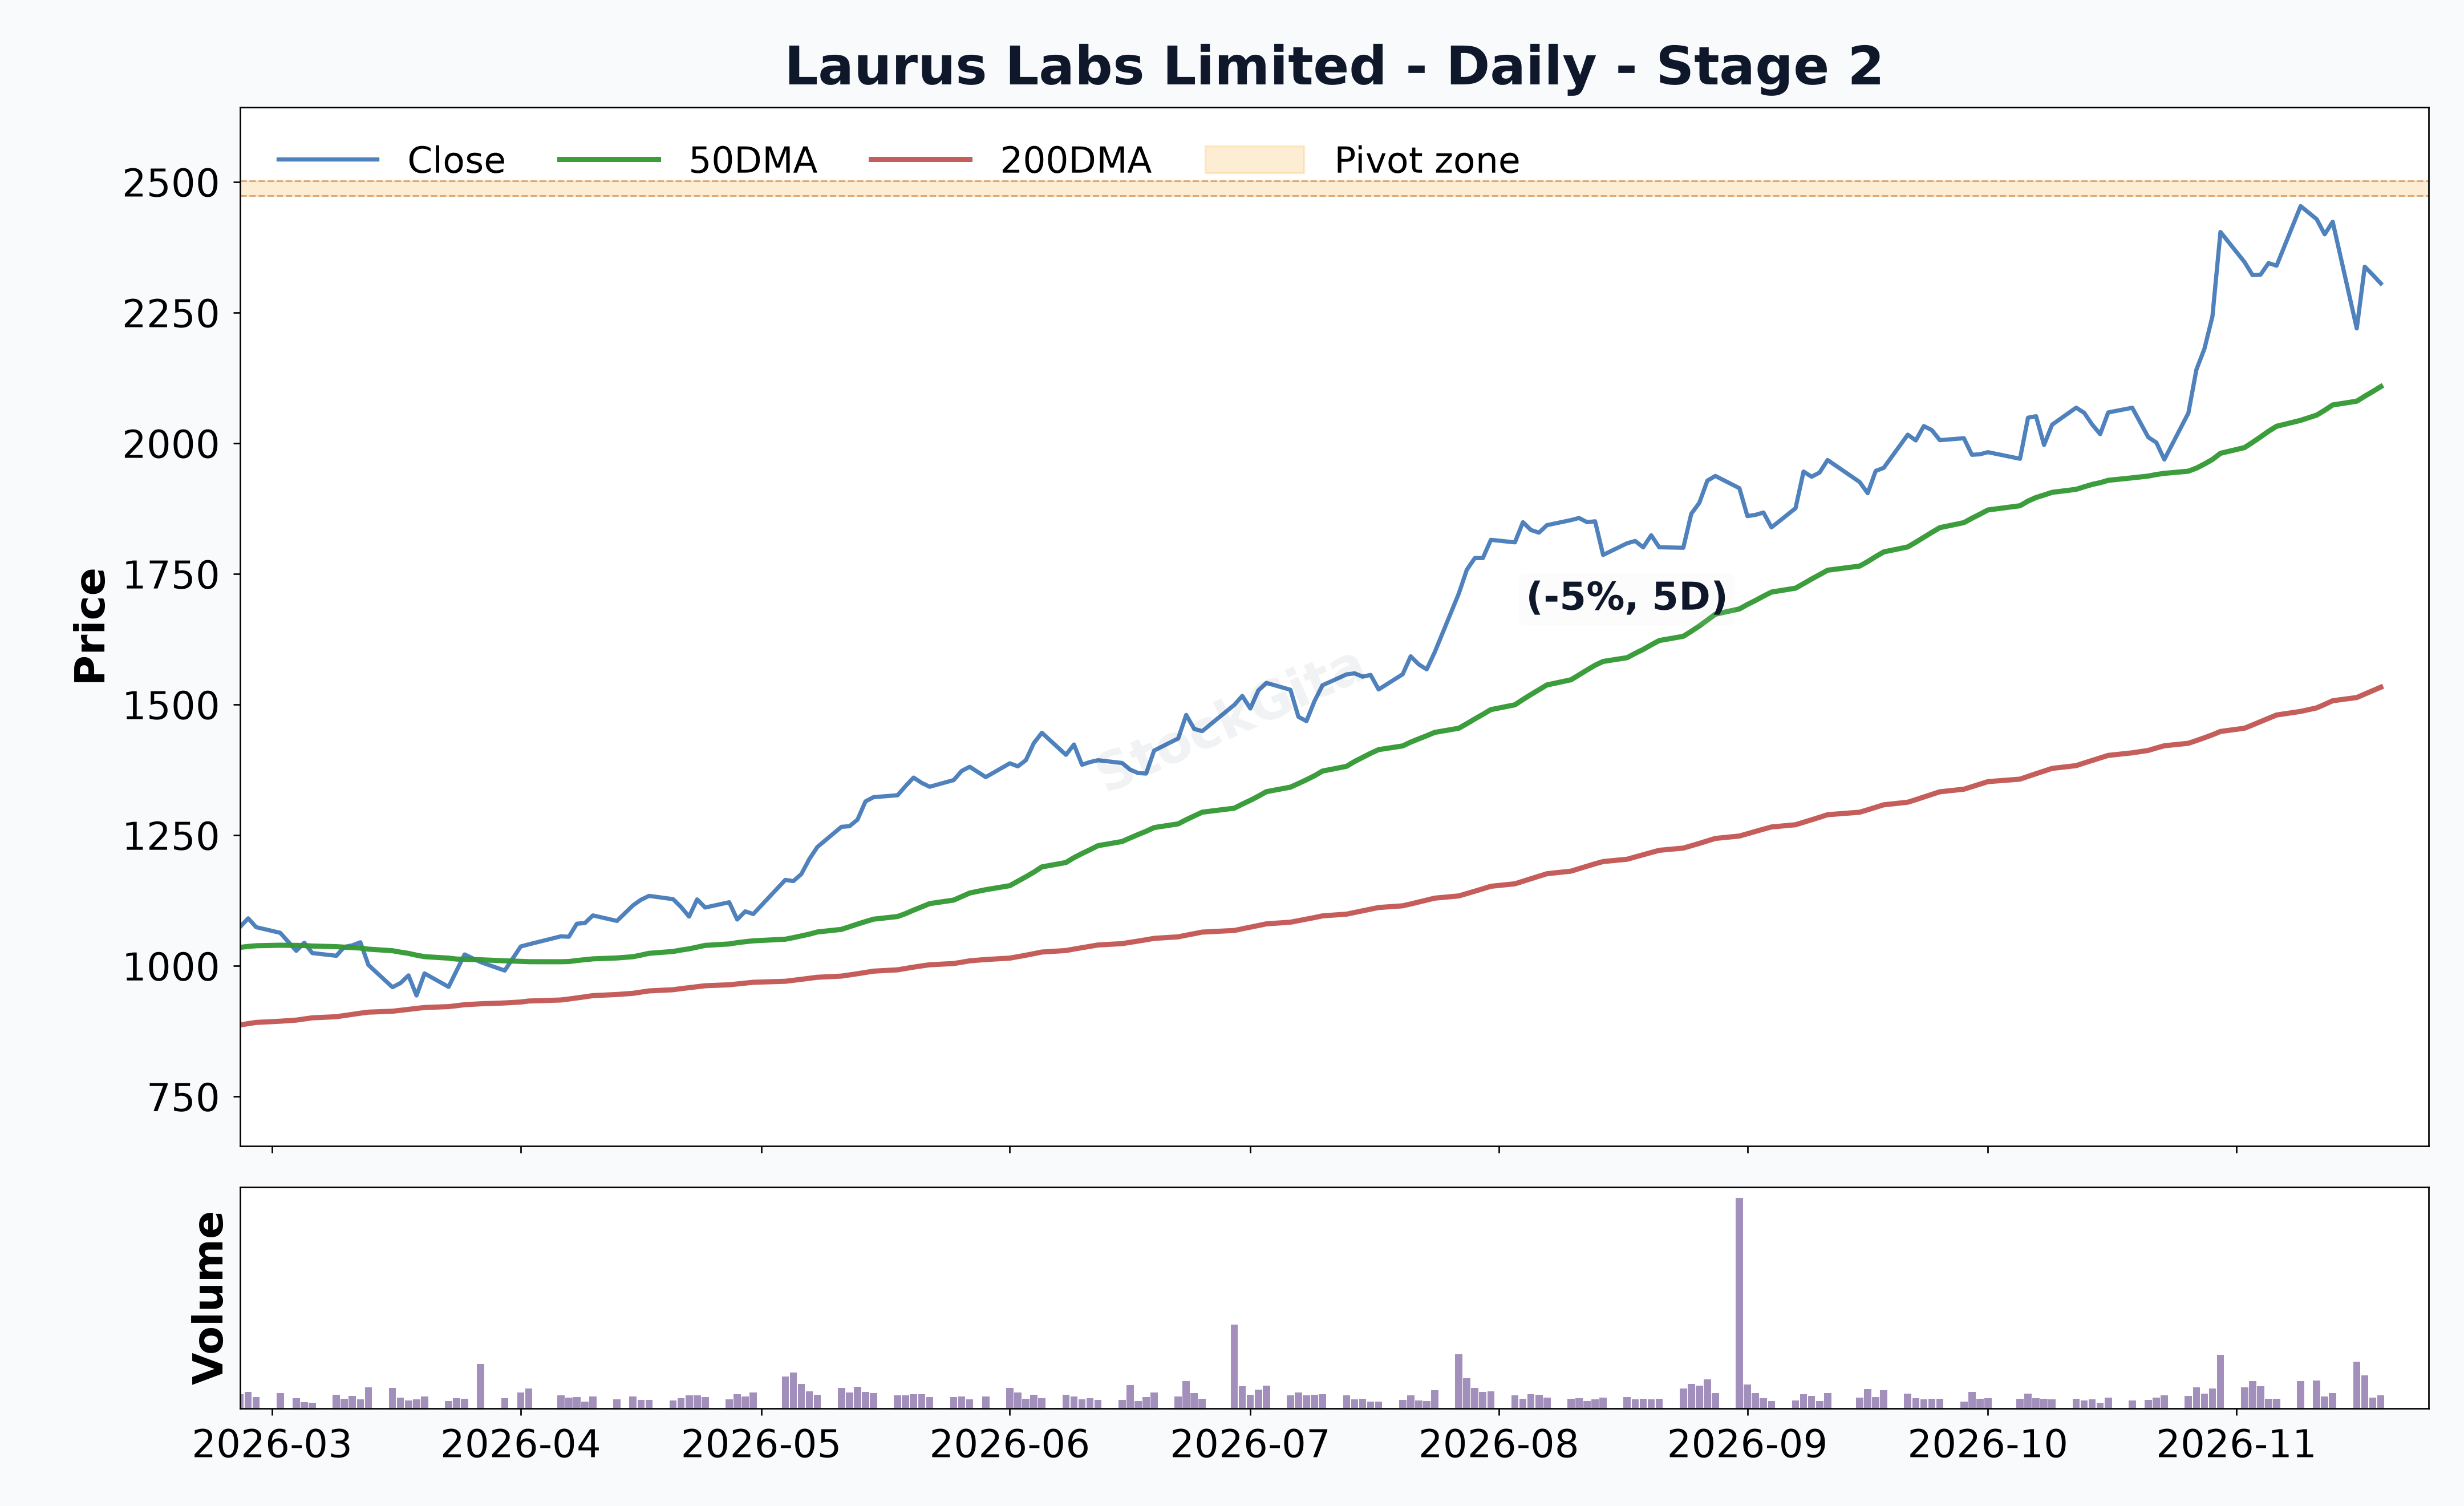 Laurus Labs Limited - Daily - Stage 2
Close 50DMA 200DMA Pivot zone
2500
2250
2000
1750
1500
1250
1000
750
Price
(-5%, 5D)
StockGita
Volume
2026-03 2026-04 2026-05 2026-06 2026-07 2026-08 2026-09 2026-10 2026-11